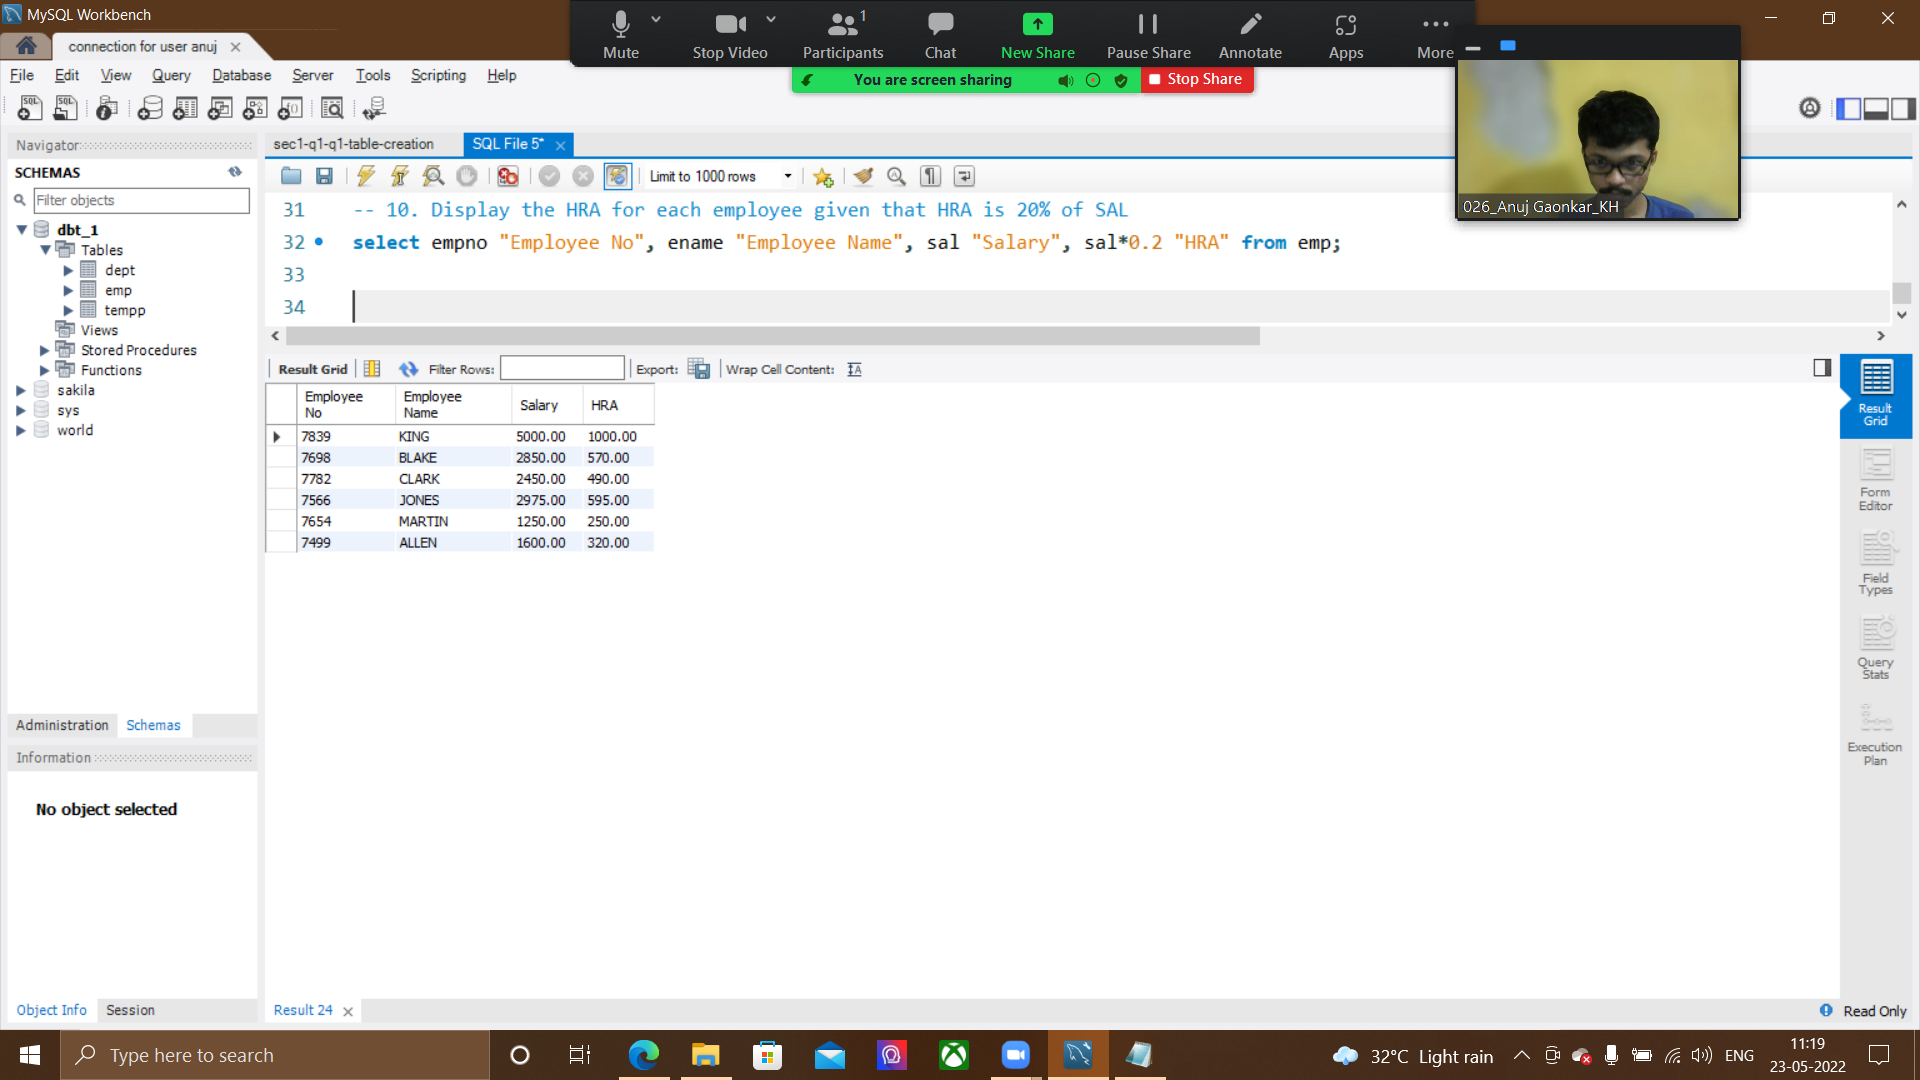 MySQL Workbench
connection for user anuj
File Edit View Query Database Server Tools Scripting Help
Mute Stop Video Participants 1 Chat New Share Pause Share Annotate Apps More
You are screen sharing Stop Share
026_Anuj Gaonkar_KH
Navigator
SCHEMAS
Filter objects
dbt_1
Tables
dept
emp
tempp
Views
Stored Procedures
Functions
sakila
sys
world
Administration Schemas
Information
No object selected
Object Info Session
sec1-q1-q1-table-creation SQL File 5*
Limit to 1000 rows
31 -- 10. Display the HRA for each employee given that HRA is 20% of SAL
32 select empno "Employee No", ename "Employee Name", sal "Salary", sal*0.2 "HRA" from emp;
33
34
Result Grid Filter Rows: Export: Wrap Cell Content:
Employee No Employee Name Salary HRA
7839 KING 5000.00 1000.00
7698 BLAKE 2850.00 570.00
7782 CLARK 2450.00 490.00
7566 JONES 2975.00 595.00
7654 MARTIN 1250.00 250.00
7499 ALLEN 1600.00 320.00
Result Grid
Form Editor
Field Types
Query Stats
Execution Plan
Result 24
Read Only
Type here to search
32°C Light rain
ENG
11:19
23-05-2022